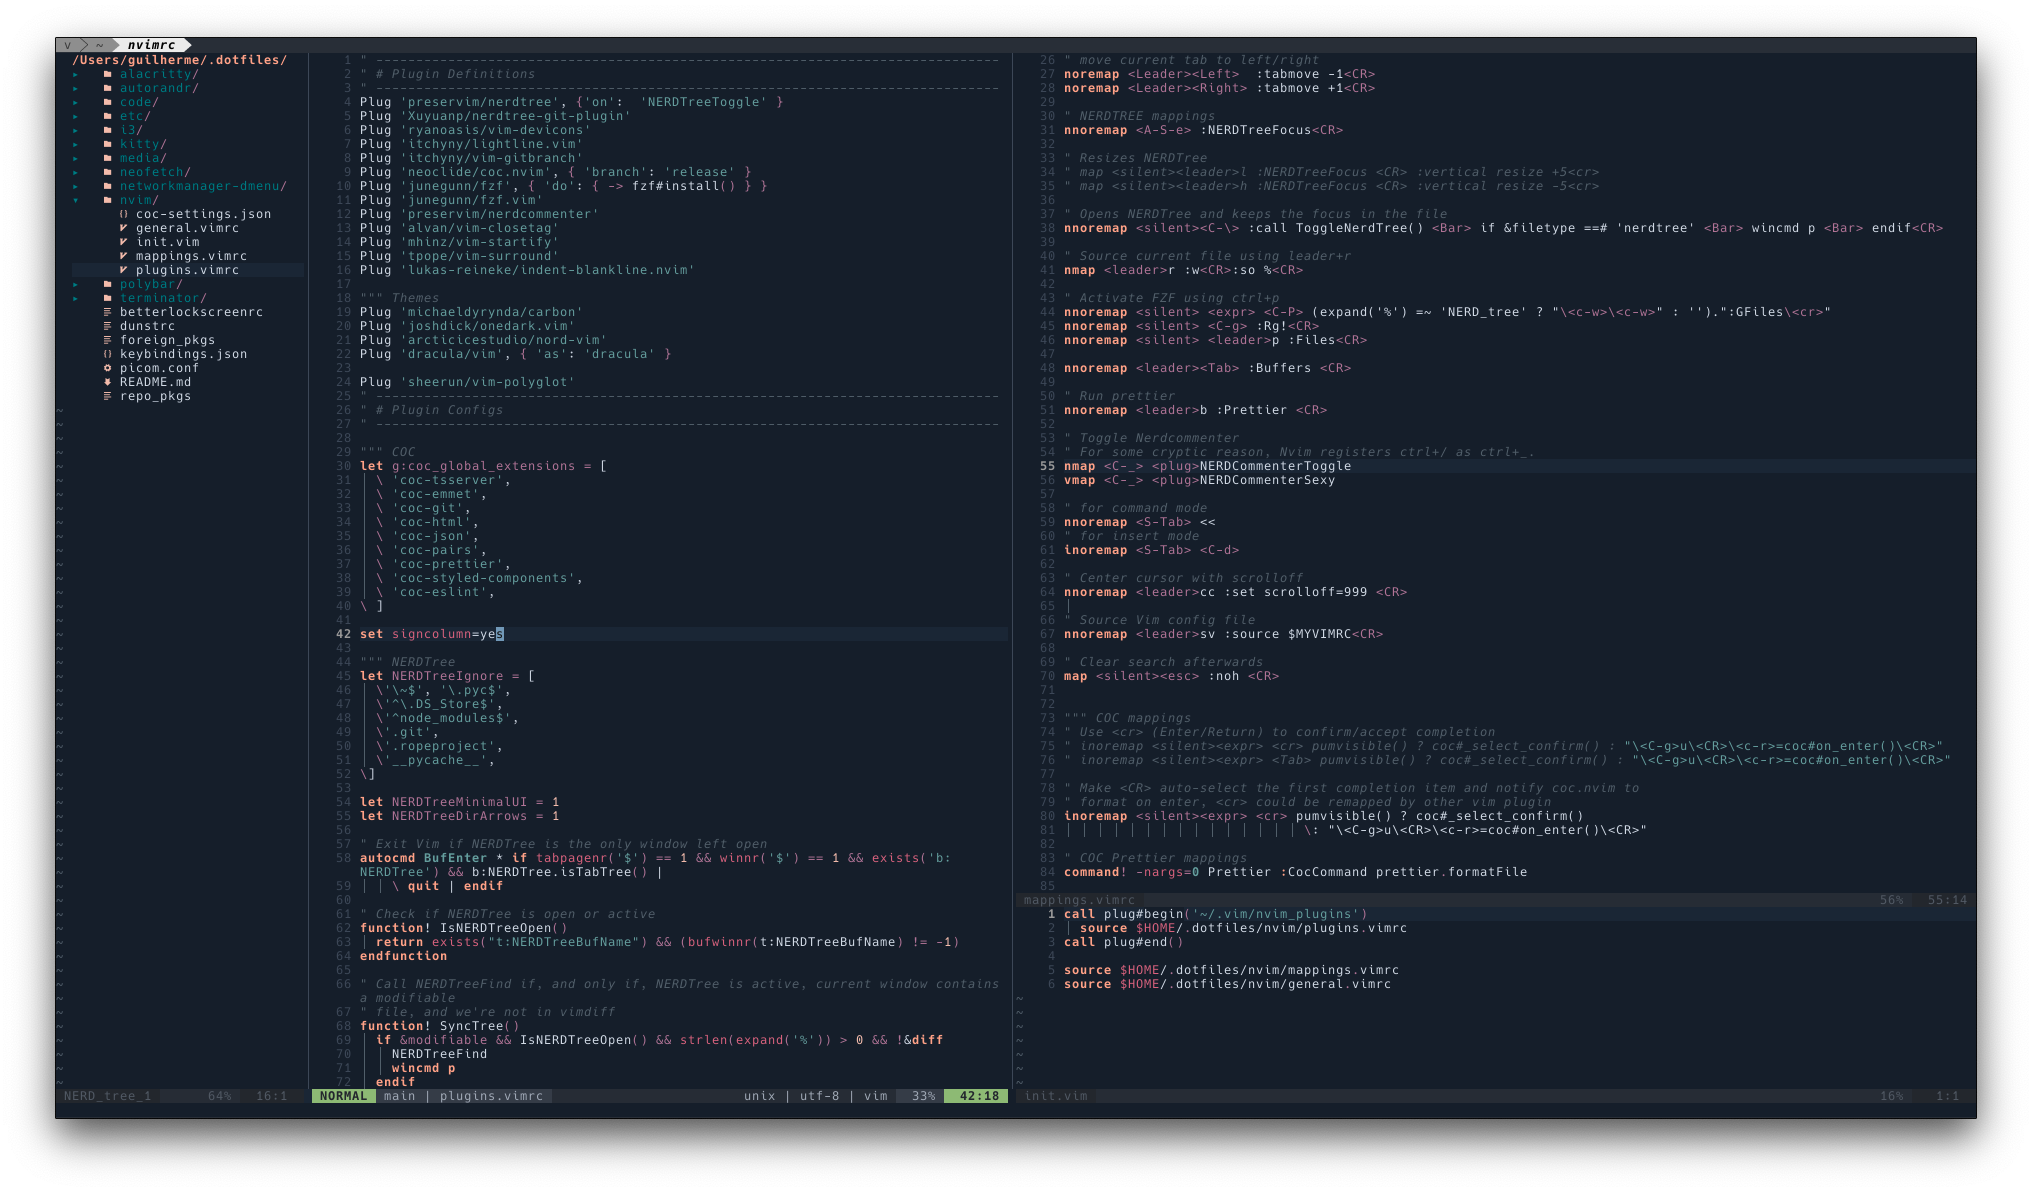 v ~ nvimrc
/Users/guilherme/.dotfiles/
▸ alacritty/
▸ autorandr/
▸ code/
▸ etc/
▸ i3/
▸ kitty/
▸ media/
▸ neofetch/
▸ networkmanager-dmenu/
▾ nvim/
coc-settings.json
general.vimrc
init.vim
mappings.vimrc
plugins.vimrc
▸ polybar/
▸ terminator/
betterlockscreenrc
dunstrc
foreign_pkgs
keybindings.json
picom.conf
README.md
repo_pkgs
NERD_tree_1 64% 16:1
1 " ------------------------------------------------------------------------------
2 " # Plugin Definitions
3 " ------------------------------------------------------------------------------
4 Plug 'preservim/nerdtree', {'on':  'NERDTreeToggle' }
5 Plug 'Xuyuanp/nerdtree-git-plugin'
6 Plug 'ryanoasis/vim-devicons'
7 Plug 'itchyny/lightline.vim'
8 Plug 'itchyny/vim-gitbranch'
9 Plug 'neoclide/coc.nvim', { 'branch': 'release' }
10 Plug 'junegunn/fzf', { 'do': { -> fzf#install() } }
11 Plug 'junegunn/fzf.vim'
12 Plug 'preservim/nerdcommenter'
13 Plug 'alvan/vim-closetag'
14 Plug 'mhinz/vim-startify'
15 Plug 'tpope/vim-surround'
16 Plug 'lukas-reineke/indent-blankline.nvim'
17
18 """ Themes
19 Plug 'michaeldyrynda/carbon'
20 Plug 'joshdick/onedark.vim'
21 Plug 'arcticicestudio/nord-vim'
22 Plug 'dracula/vim', { 'as': 'dracula' }
23
24 Plug 'sheerun/vim-polyglot'
25 " ------------------------------------------------------------------------------
26 " # Plugin Configs
27 " ------------------------------------------------------------------------------
28
29 """ COC
30 let g:coc_global_extensions = [
31 \ 'coc-tsserver',
32 \ 'coc-emmet',
33 \ 'coc-git',
34 \ 'coc-html',
35 \ 'coc-json',
36 \ 'coc-pairs',
37 \ 'coc-prettier',
38 \ 'coc-styled-components',
39 \ 'coc-eslint',
40 \ ]
41
42 set signcolumn=yes
43
44 """ NERDTree
45 let NERDTreeIgnore = [
46 \'\~$', '\.pyc$',
47 \'^\.DS_Store$',
48 \'^node_modules$',
49 \'.git',
50 \'.ropeproject',
51 \'__pycache__',
52 \]
53
54 let NERDTreeMinimalUI = 1
55 let NERDTreeDirArrows = 1
56
57 " Exit Vim if NERDTree is the only window left open
58 autocmd BufEnter * if tabpagenr('$') == 1 && winnr('$') == 1 && exists('b:
NERDTree') && b:NERDTree.isTabTree() |
59 \ quit | endif
60
61 " Check if NERDTree is open or active
62 function! IsNERDTreeOpen()
63 return exists("t:NERDTreeBufName") && (bufwinnr(t:NERDTreeBufName) != -1)
64 endfunction
65
66 " Call NERDTreeFind if, and only if, NERDTree is active, current window contains
a modifiable
67 " file, and we're not in vimdiff
68 function! SyncTree()
69 if &modifiable && IsNERDTreeOpen() && strlen(expand('%')) > 0 && !&diff
70 NERDTreeFind
71 wincmd p
72 endif
NORMAL main | plugins.vimrc unix | utf-8 | vim 33% 42:18
26 " move current tab to left/right
27 noremap <Leader><Left>  :tabmove -1<CR>
28 noremap <Leader><Right> :tabmove +1<CR>
29
30 " NERDTREE mappings
31 nnoremap <A-S-e> :NERDTreeFocus<CR>
32
33 " Resizes NERDTree
34 " map <silent><leader>l :NERDTreeFocus <CR> :vertical resize +5<cr>
35 " map <silent><leader>h :NERDTreeFocus <CR> :vertical resize -5<cr>
36
37 " Opens NERDTree and keeps the focus in the file
38 nnoremap <silent><C-\> :call ToggleNerdTree() <Bar> if &filetype ==# 'nerdtree' <Bar> wincmd p <Bar> endif<CR>
39
40 " Source current file using leader+r
41 nmap <leader>r :w<CR>:so %<CR>
42
43 " Activate FZF using ctrl+p
44 nnoremap <silent> <expr> <C-P> (expand('%') =~ 'NERD_tree' ? "\<c-w>\<c-w>" : '').":GFiles\<cr>"
45 nnoremap <silent> <C-g> :Rg!<CR>
46 nnoremap <silent> <leader>p :Files<CR>
47
48 nnoremap <leader><Tab> :Buffers <CR>
49
50 " Run prettier
51 nnoremap <leader>b :Prettier <CR>
52
53 " Toggle Nerdcommenter
54 " For some cryptic reason, Nvim registers ctrl+/ as ctrl+_.
55 nmap <C-_> <plug>NERDCommenterToggle
56 vmap <C-_> <plug>NERDCommenterSexy
57
58 " for command mode
59 nnoremap <S-Tab> <<
60 " for insert mode
61 inoremap <S-Tab> <C-d>
62
63 " Center cursor with scrolloff
64 nnoremap <leader>cc :set scrolloff=999 <CR>
65
66 " Source Vim config file
67 nnoremap <leader>sv :source $MYVIMRC<CR>
68
69 " Clear search afterwards
70 map <silent><esc> :noh <CR>
71
72
73 """ COC mappings
74 " Use <cr> (Enter/Return) to confirm/accept completion
75 " inoremap <silent><expr> <cr> pumvisible() ? coc#_select_confirm() : "\<C-g>u\<CR>\<c-r>=coc#on_enter()\<CR>"
76 " inoremap <silent><expr> <Tab> pumvisible() ? coc#_select_confirm() : "\<C-g>u\<CR>\<c-r>=coc#on_enter()\<CR>"
77
78 " Make <CR> auto-select the first completion item and notify coc.nvim to
79 " format on enter, <cr> could be remapped by other vim plugin
80 inoremap <silent><expr> <cr> pumvisible() ? coc#_select_confirm()
81 \: "\<C-g>u\<CR>\<c-r>=coc#on_enter()\<CR>"
82
83 " COC Prettier mappings
84 command! -nargs=0 Prettier :CocCommand prettier.formatFile
85
mappings.vimrc 56% 55:14
1 call plug#begin('~/.vim/nvim_plugins')
2 source $HOME/.dotfiles/nvim/plugins.vimrc
3 call plug#end()
4
5 source $HOME/.dotfiles/nvim/mappings.vimrc
6 source $HOME/.dotfiles/nvim/general.vimrc
init.vim 16% 1:1